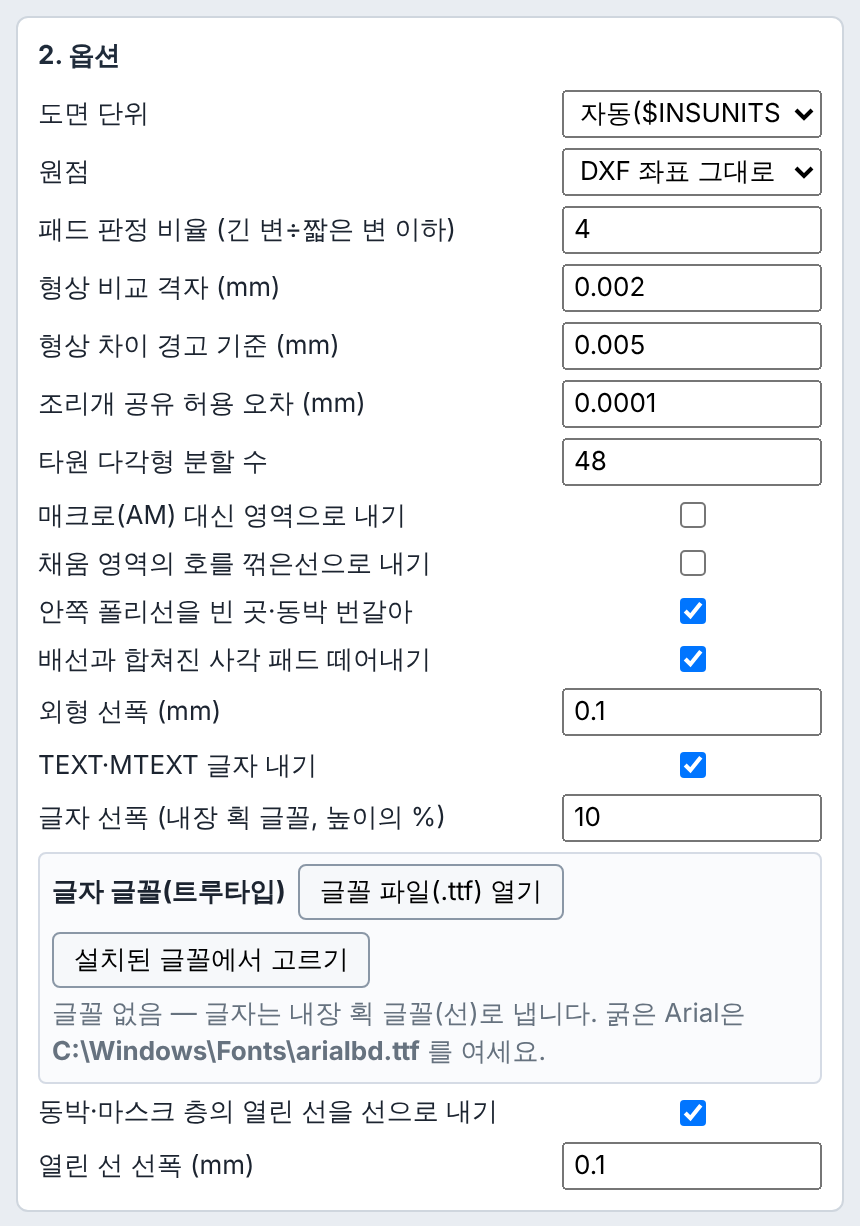 2. 옵션
도면 단위 자동($INSUNITS
원점 DXF 좌표 그대로
패드 판정 비율 (긴 변÷짧은 변 이하) 4
형상 비교 격자 (mm) 0.002
형상 차이 경고 기준 (mm) 0.005
조리개 공유 허용 오차 (mm) 0.0001
타원 다각형 분할 수 48
매크로(AM) 대신 영역으로 내기
채움 영역의 호를 꺾은선으로 내기
안쪽 폴리선을 빈 곳·동박 번갈아
배선과 합쳐진 사각 패드 떼어내기
외형 선폭 (mm) 0.1
TEXT·MTEXT 글자 내기
글자 선폭 (내장 획 글꼴, 높이의 %) 10
글자 글꼴(트루타입) 글꼴 파일(.ttf) 열기
설치된 글꼴에서 고르기
글꼴 없음 — 글자는 내장 획 글꼴(선)로 냅니다. 굵은 Arial은
C:\Windows\Fonts\arialbd.ttf 를 여세요.
동박·마스크 층의 열린 선을 선으로 내기
열린 선 선폭 (mm) 0.1